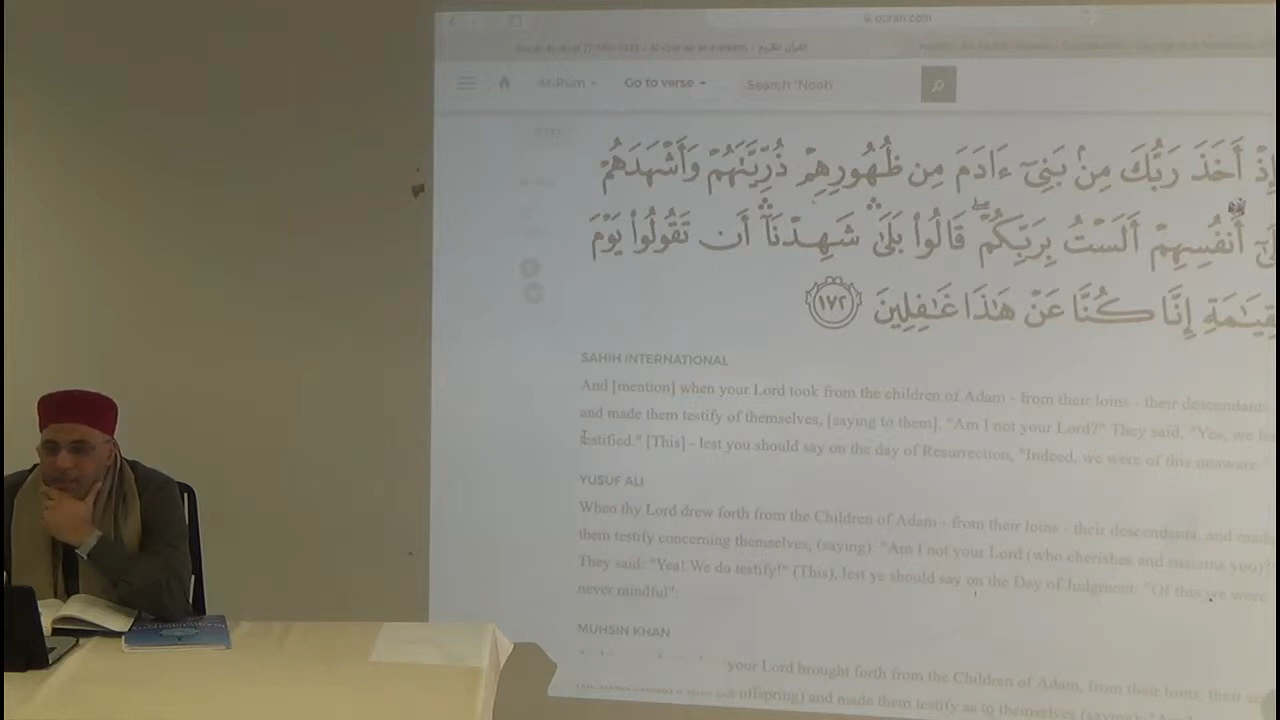 quran.com
Ar-Rum Go to verse Search "Noah
إِذْ أَخَذَ رَبُّكَ مِنۢ بَنِىٓ ءَادَمَ مِن ظُهُورِهِمْ ذُرِّيَّتَهُمْ وَأَشْهَدَهُمْ
أَنفُسِهِمْ أَلَسْتُ بِرَبِّكُمْ ۖ قَالُوا۟ بَلَىٰ ۛ شَهِدْنَآ ۛ أَن تَقُولُوا۟ يَوْمَ
إِنَّا كُنَّا عَنْ هَـٰذَا غَـٰفِلِينَ ١٧٢
SAHIH INTERNATIONAL
And [mention] when your Lord took from the children of Adam - from their loins - their descendants
and made them testify of themselves, [saying to them], "Am I not your Lord?" They said, "Yes, we
testified." [This] - lest you should say on the day of Resurrection, "Indeed, we were of this unaware."
YUSUF ALI
When thy Lord drew forth from the Children of Adam - from their loins - their descendants, and made
them testify concerning themselves, (saying): "Am I not your Lord (who cherishes and sustains you)?
They said: "Yea! We do testify!" (This), lest ye should say on the Day of Judgment: "Of this we were
never mindful":
MUHSIN KHAN
your Lord brought forth from the Children of Adam, from their loins, their
offspring) and made them testify as to themselves (saying):